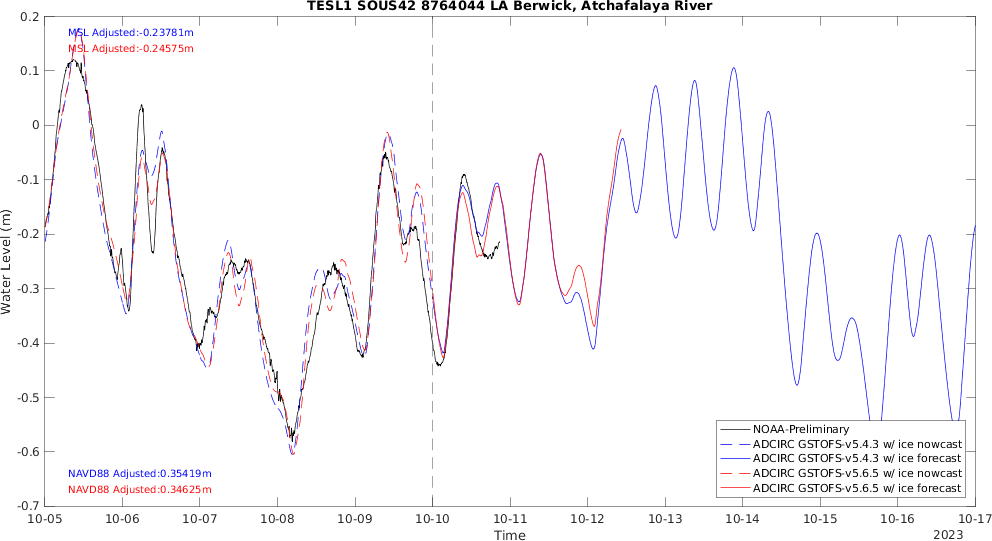 TESL1 SOUS42 8764044 LA Berwick, Atchafalaya River
MSL Adjusted:-0.23781m
MSL Adjusted:-0.24575m
Water Level (m)
0.2
0.1
0
-0.1
-0.2
-0.3
-0.4
-0.5
-0.6
-0.7
NAVD88 Adjusted:0.35419m
NAVD88 Adjusted:0.34625m
NOAA-Preliminary
ADCIRC GSTOFS-v5.4.3 w/ ice nowcast
ADCIRC GSTOFS-v5.4.3 w/ ice forecast
ADCIRC GSTOFS-v5.6.5 w/ ice nowcast
ADCIRC GSTOFS-v5.6.5 w/ ice forecast
10-05 10-06 10-07 10-08 10-09 10-10 10-11 10-12 10-13 10-14 10-15 10-16 10-17
Time
2023